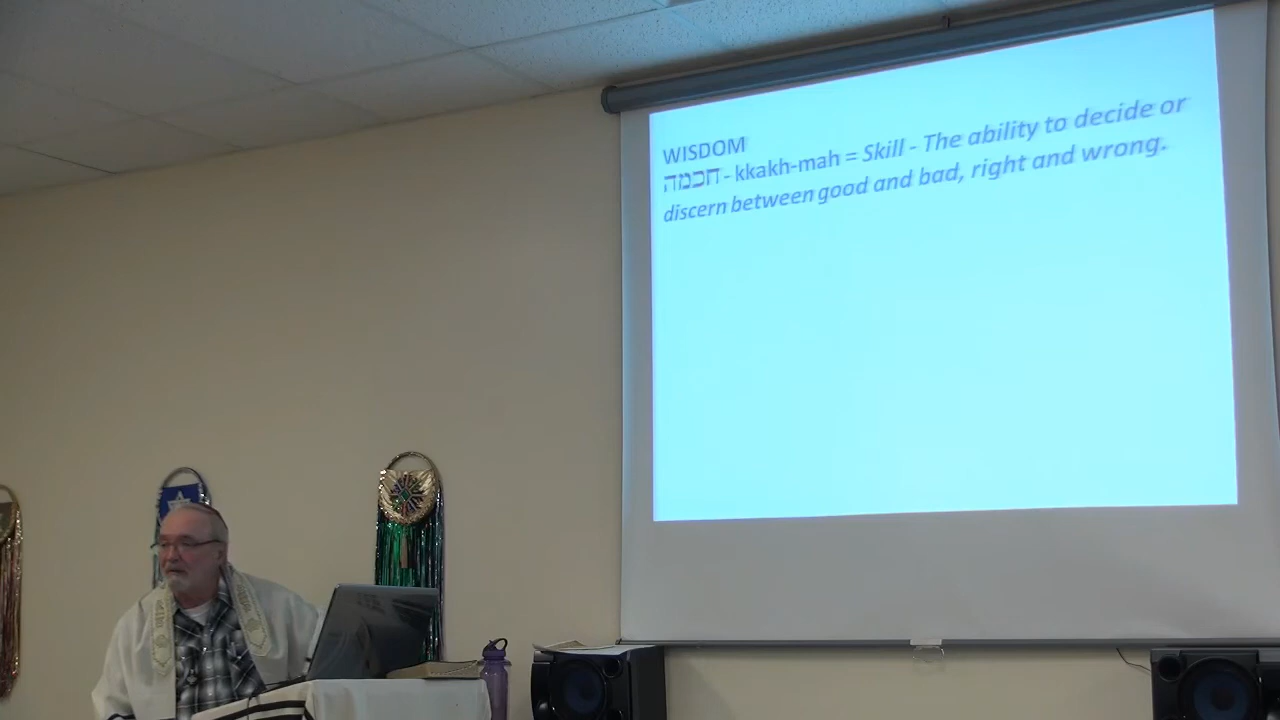 WISDOM
חכמה - kkakh-mah = Skill - The ability to decide or
discern between good and bad, right and wrong.